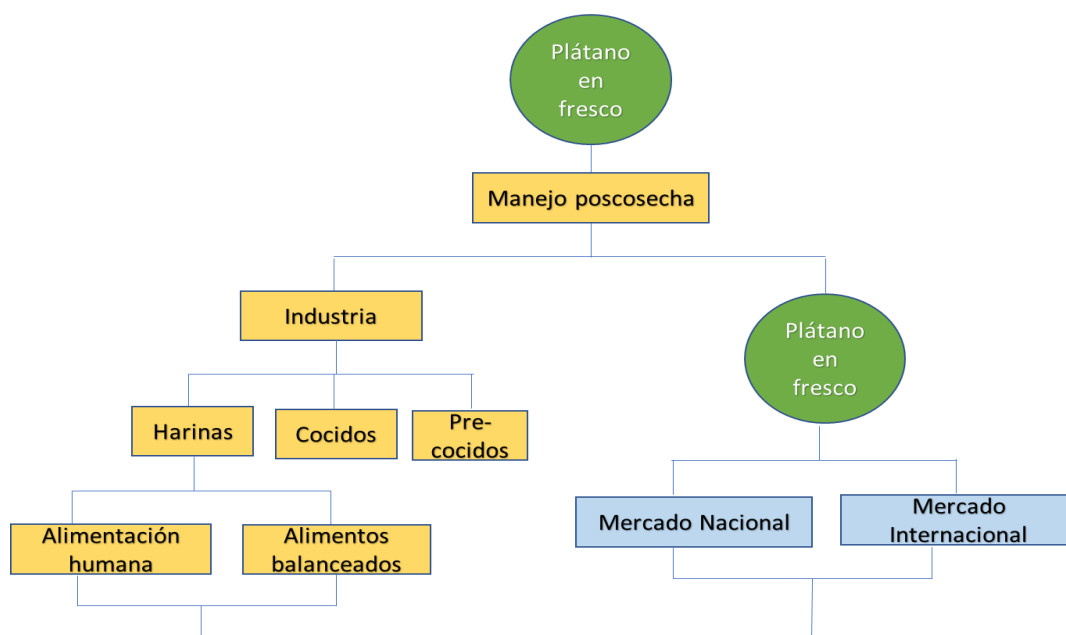 Plátano
en
fresco
Manejo poscosecha
Industria
Plátano
en
fresco
Harinas
Cocidos
Pre-
cocidos
Alimentación
humana
Alimentos
balanceados
Mercado Nacional
Mercado
Internacional